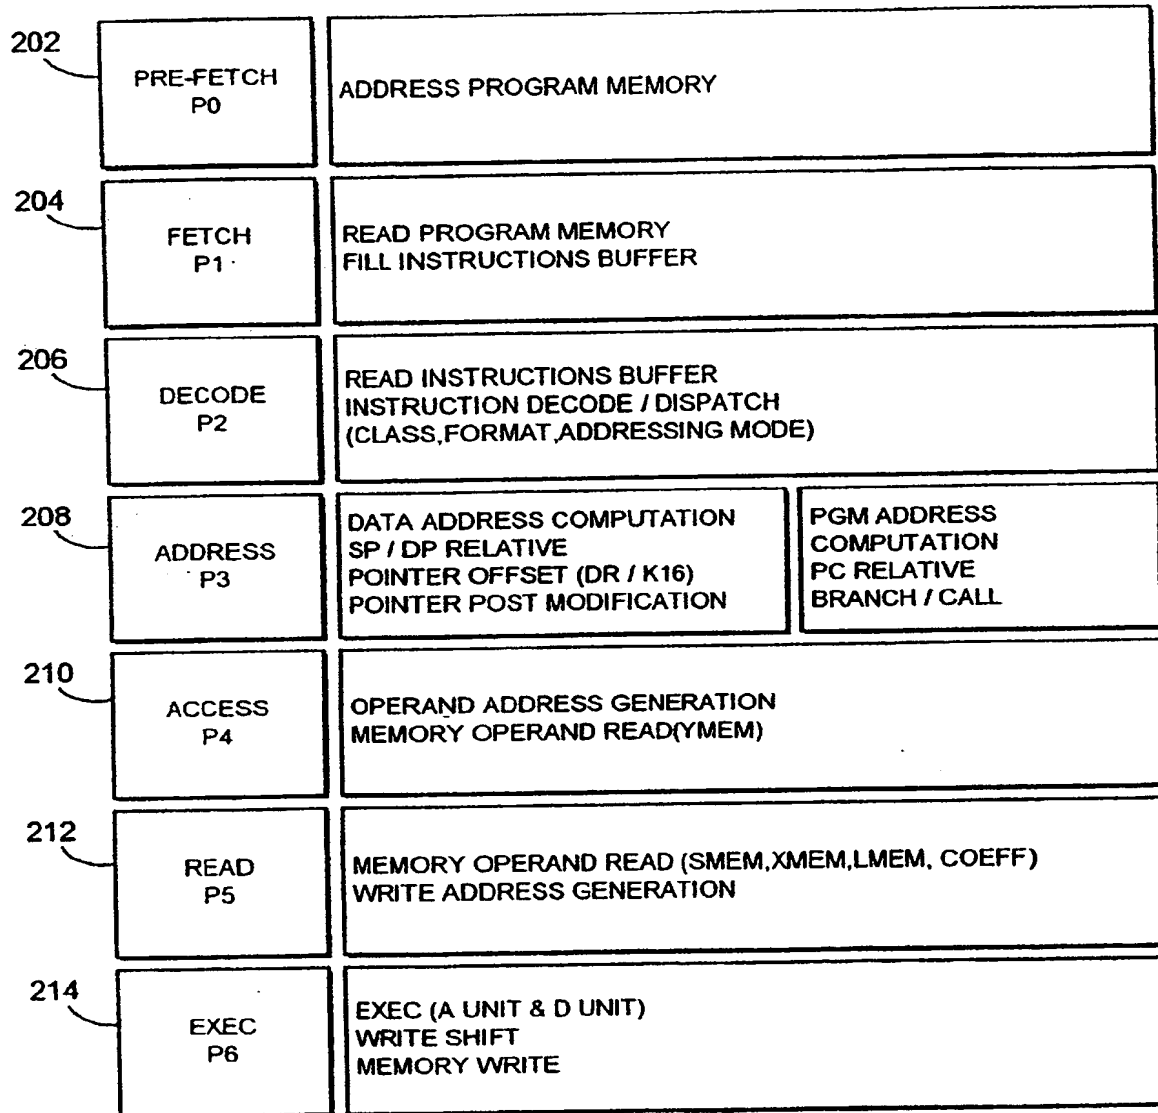 202
PRE-FETCH
P0
ADDRESS PROGRAM MEMORY
204
FETCH
P1
READ PROGRAM MEMORY
FILL INSTRUCTIONS BUFFER
206
DECODE
P2
READ INSTRUCTIONS BUFFER
INSTRUCTION DECODE / DISPATCH
(CLASS,FORMAT,ADDRESSING MODE)
208
ADDRESS
P3
DATA ADDRESS COMPUTATION
SP / DP RELATIVE
POINTER OFFSET (DR / K16)
POINTER POST MODIFICATION
PGM ADDRESS
COMPUTATION
PC RELATIVE
BRANCH / CALL
210
ACCESS
P4
OPERAND ADDRESS GENERATION
MEMORY OPERAND READ(YMEM)
212
READ
P5
MEMORY OPERAND READ (SMEM,XMEM,LMEM, COEFF)
WRITE ADDRESS GENERATION
214
EXEC
P6
EXEC (A UNIT & D UNIT)
WRITE SHIFT
MEMORY WRITE